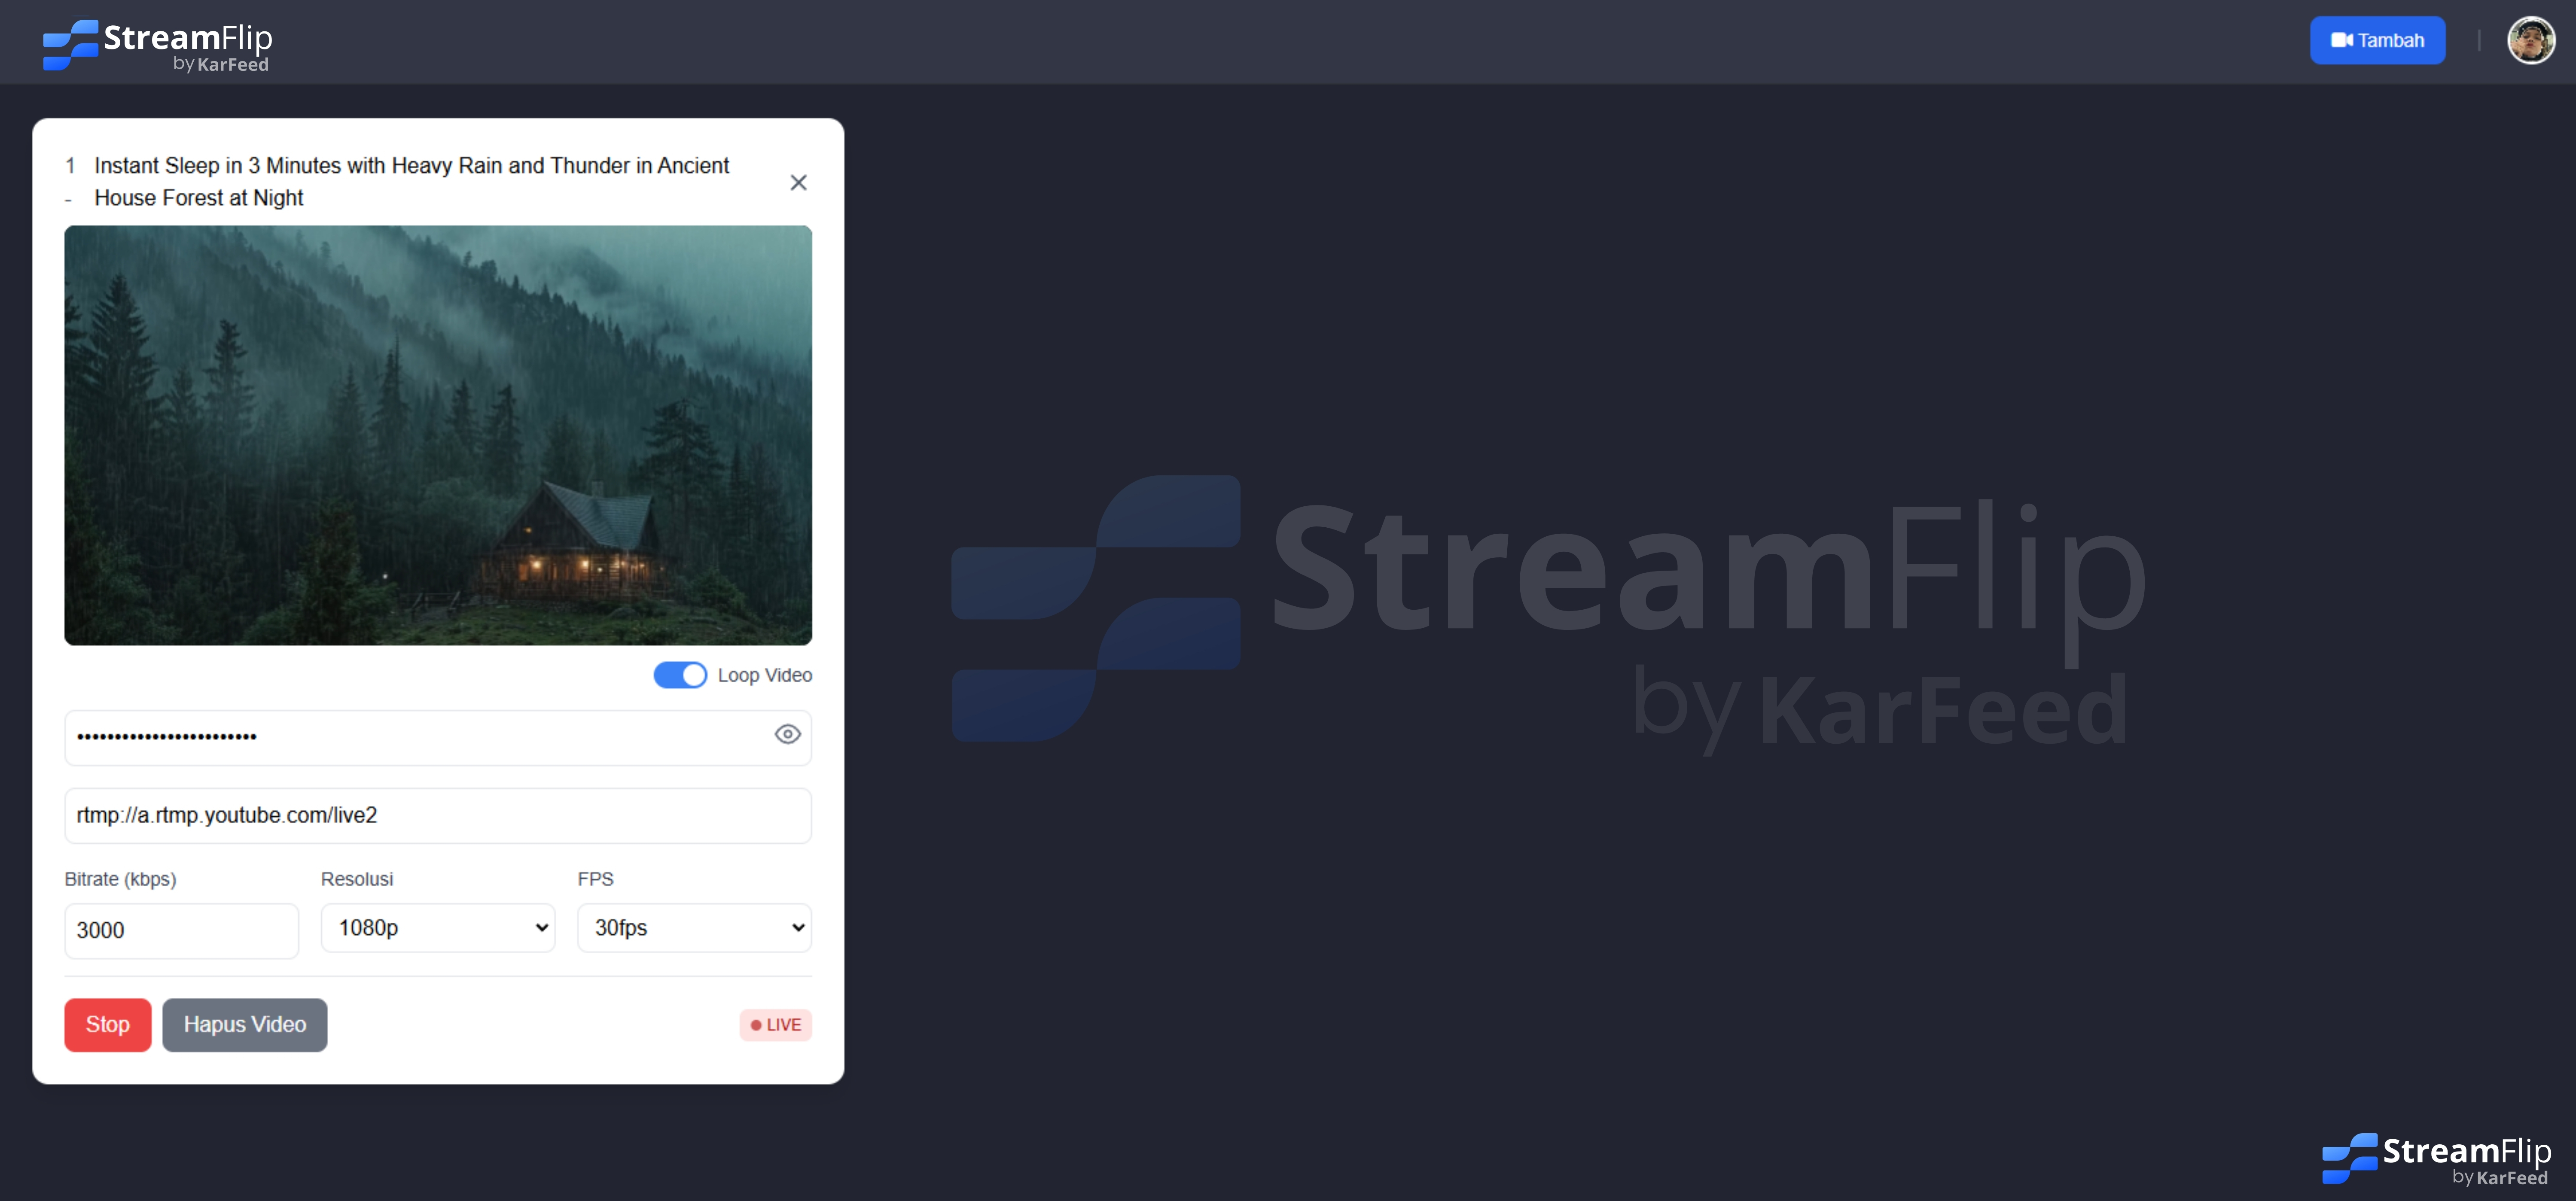 StreamFlip
by KarFeed
Tambah
1 Instant Sleep in 3 Minutes with Heavy Rain and Thunder in Ancient
- House Forest at Night
Loop Video
••••••••••••••••••••••••
rtmp://a.rtmp.youtube.com/live2
Bitrate (kbps) Resolusi FPS
3000 1080p 30fps
Stop Hapus Video LIVE
StreamFlip
by KarFeed
StreamFlip
by KarFeed